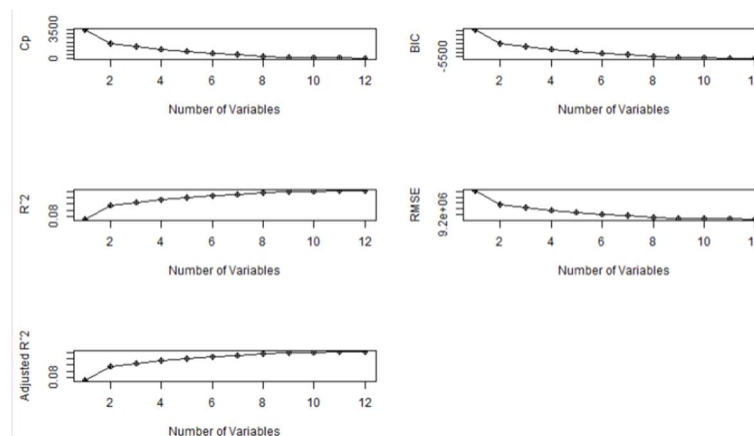 Cp
3500
0
2 4 6 8 10 12
Number of Variables
BIC
-5500
2 4 6 8 10 1
Number of Variables
R^2
0.08
2 4 6 8 10 12
Number of Variables
RMSE
9.2e+06
2 4 6 8 10 1
Number of Variables
Adjusted R^2
0.08
2 4 6 8 10 12
Number of Variables